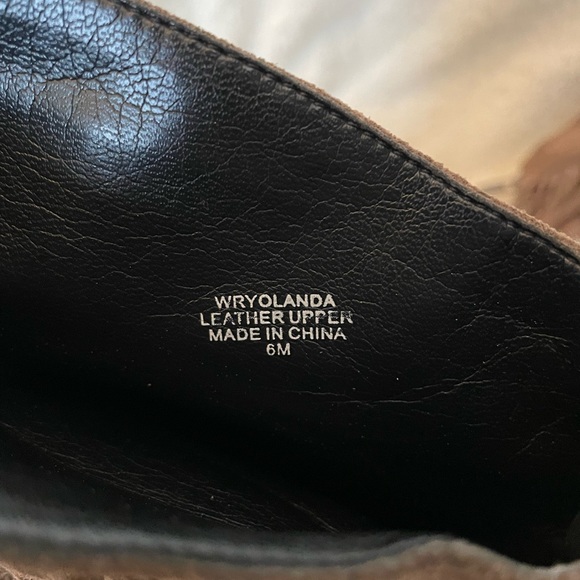 WRYOLANDA
LEATHER UPPER
MADE IN CHINA
6M